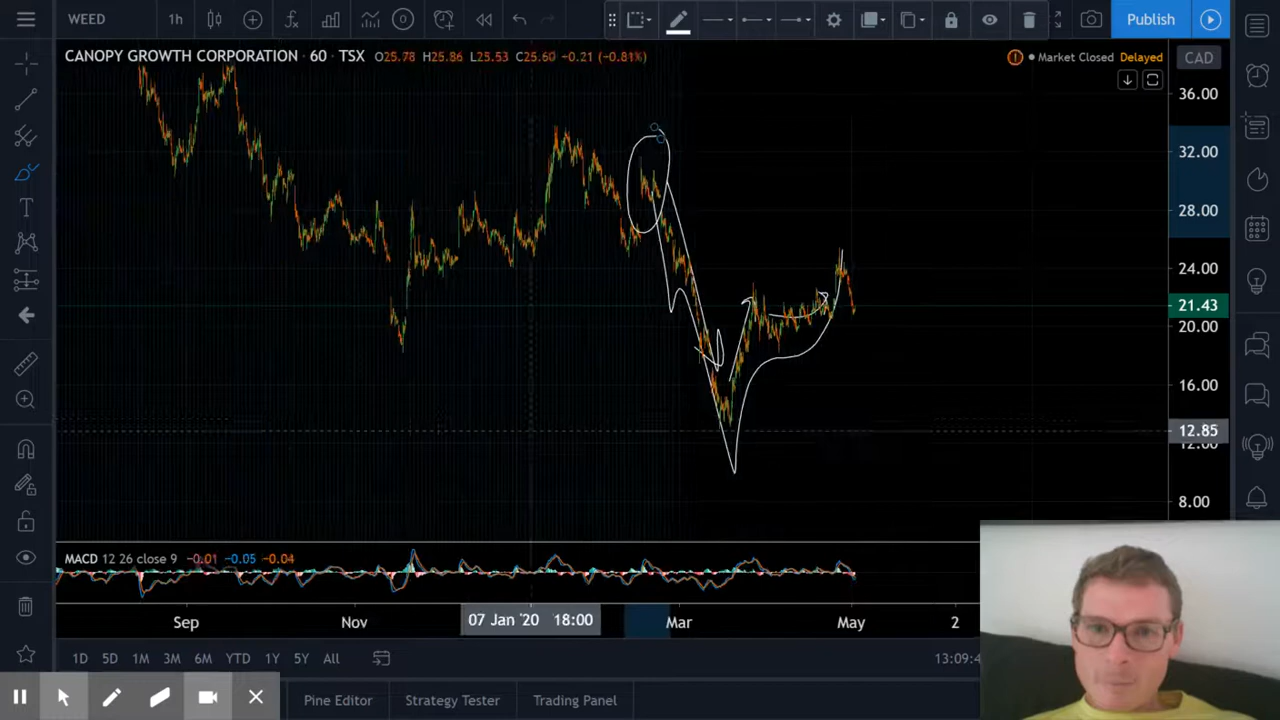 WEED 1h Publish
CANOPY GROWTH CORPORATION · 60 · TSX O25.78 H25.86 L25.53 C25.60 −0.21 (−0.81%) Market Closed Delayed CAD
36.00
32.00
28.00
24.00
21.43
20.00
16.00
12.85
12.00
8.00
MACD 12 26 close 9 −0.01 −0.05 −0.04
Sep Nov 07 Jan '20 18:00 Mar May 2
1D 5D 1M 3M 6M YTD 1Y 5Y All 13:09:4
Pine Editor Strategy Tester Trading Panel